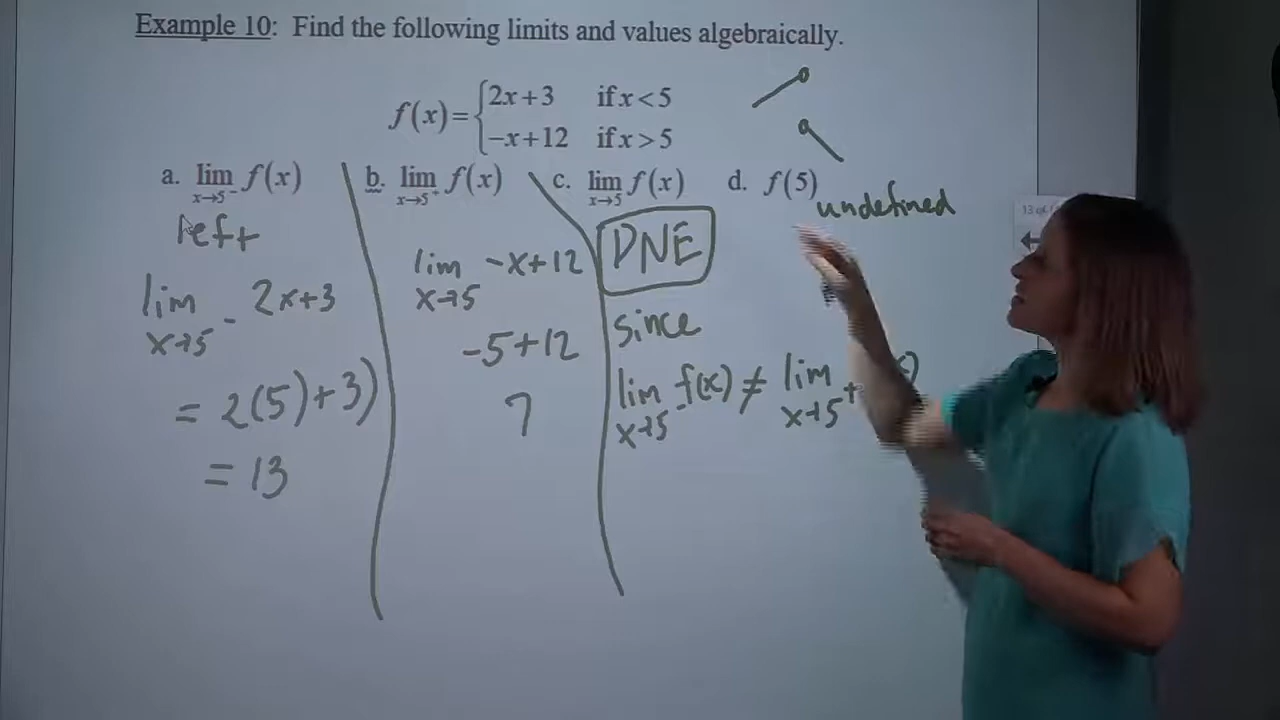 Example 10: Find the following limits and values algebraically.
f(x)= { 2x+3 if x<5
−x+12 if x>5
a. lim x→5⁻ f(x) b. lim x→5⁺ f(x) c. lim x→5 f(x) d. f(5)
undefined
left
lim x→5⁻ 2x+3
= 2(5)+3)
= 13
lim x→5 -x+12
-5+12
7
DNE
since
lim x→5⁻ f(x) ≠ lim x→5⁺
13 of